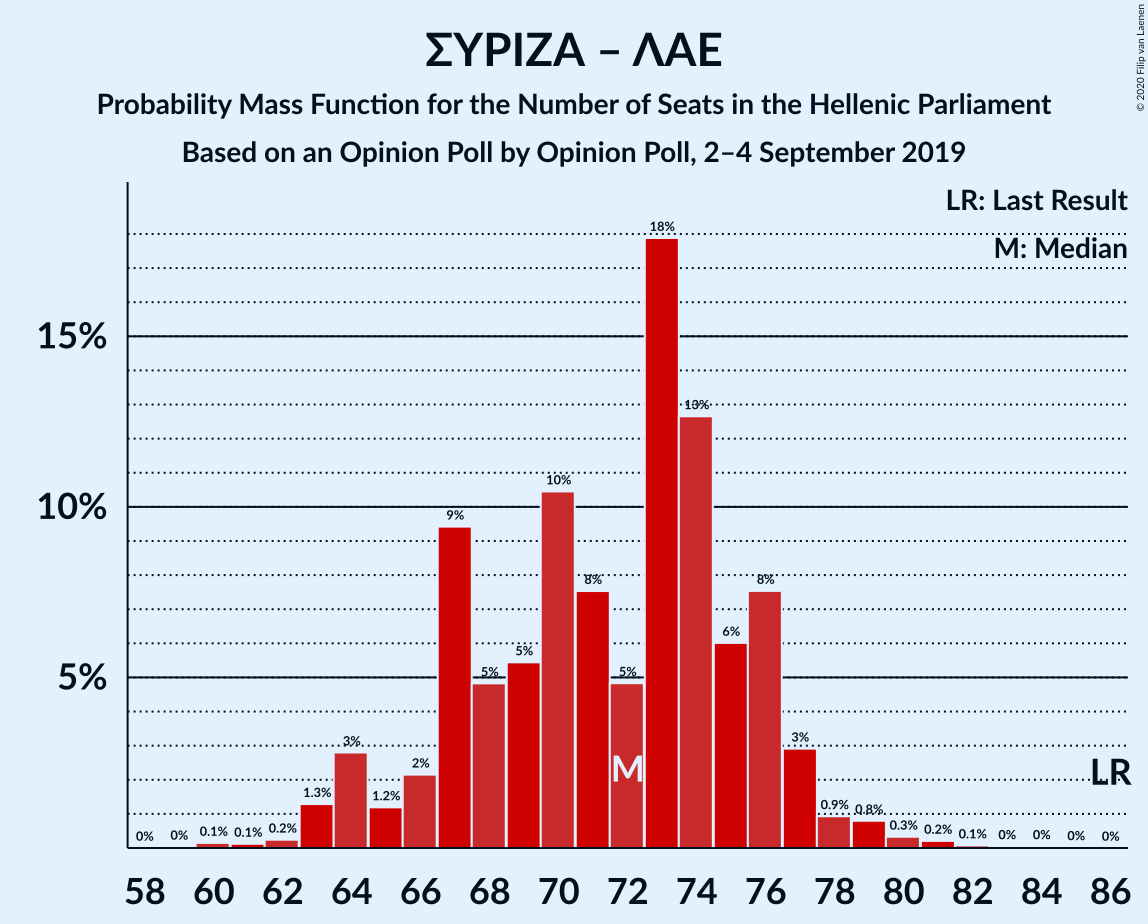 ΣΥΡΙΖΑ – ΛΑΕ
Probability Mass Function for the Number of Seats in the Hellenic Parliament
Based on an Opinion Poll by Opinion Poll, 2–4 September 2019
© 2020 Filip van Laenen
LR: Last Result
M: Median
15%
10%
5%
0% 0% 0.1% 0.1% 0.2% 1.3% 3% 1.2% 2% 9% 5% 5% 10% 8% 5% 18% 13% 6% 8% 3% 0.9% 0.8% 0.3% 0.2% 0.1% 0% 0% 0% 0%
M
LR
58 60 62 64 66 68 70 72 74 76 78 80 82 84 86